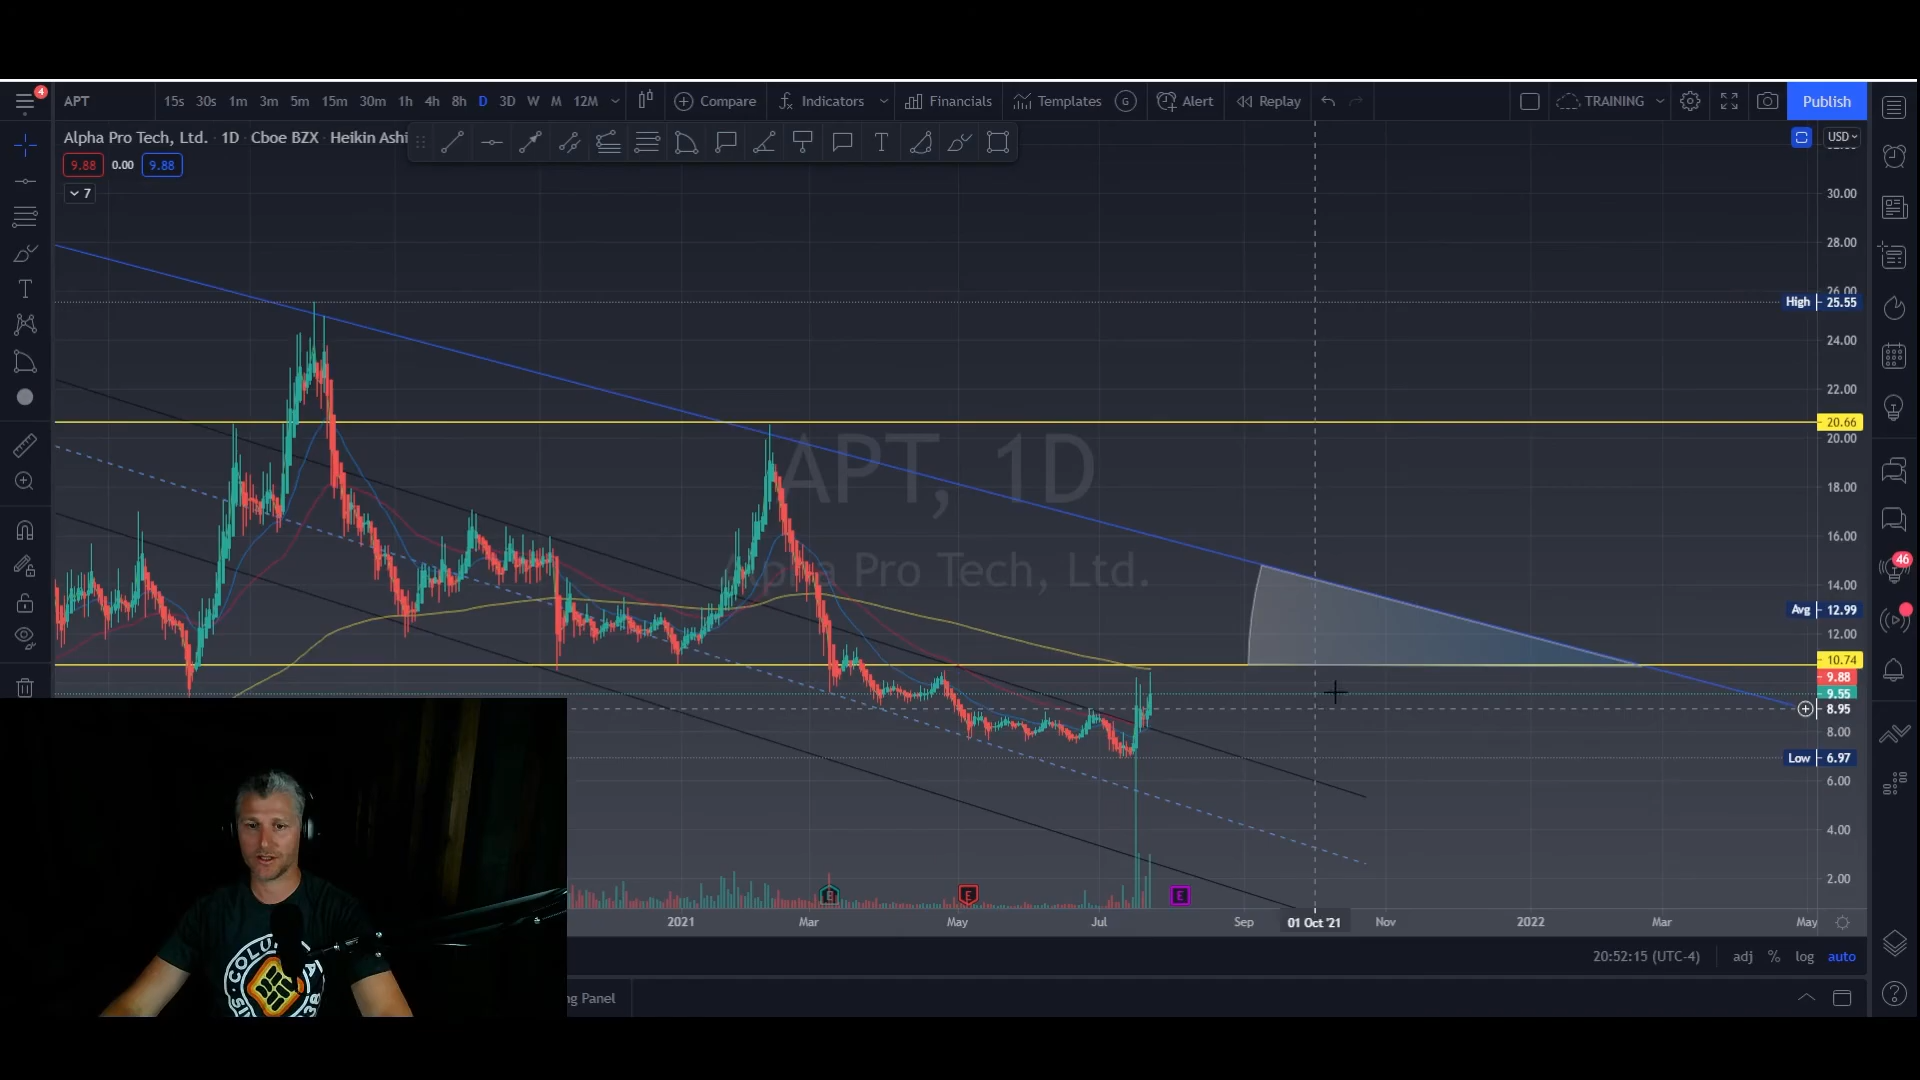 4
APT
15s 30s 1m 3m 5m 15m 30m 1h 4h 8h D 3D W M 12M
Compare
Indicators
Financials
Templates
G
Alert
Replay
TRAINING
Publish
Alpha Pro Tech, Ltd. · 1D · Cboe BZX · Heikin Ashi
USD
9.88 0.00 9.88
7
30.00
28.00
26.00
High 25.55
24.00
22.00
20.66
20.00
18.00
16.00
14.00
Avg 12.99
12.00
10.74
9.88
9.55
8.95
8.00
Low 6.97
6.00
4.00
2.00
APT, 1D
Alpha Pro Tech, Ltd.
46
E
E
E
2021 Mar May Jul Sep 01 Oct '21 Nov 2022 Mar May
20:52:15 (UTC-4) adj % log auto
ng Panel